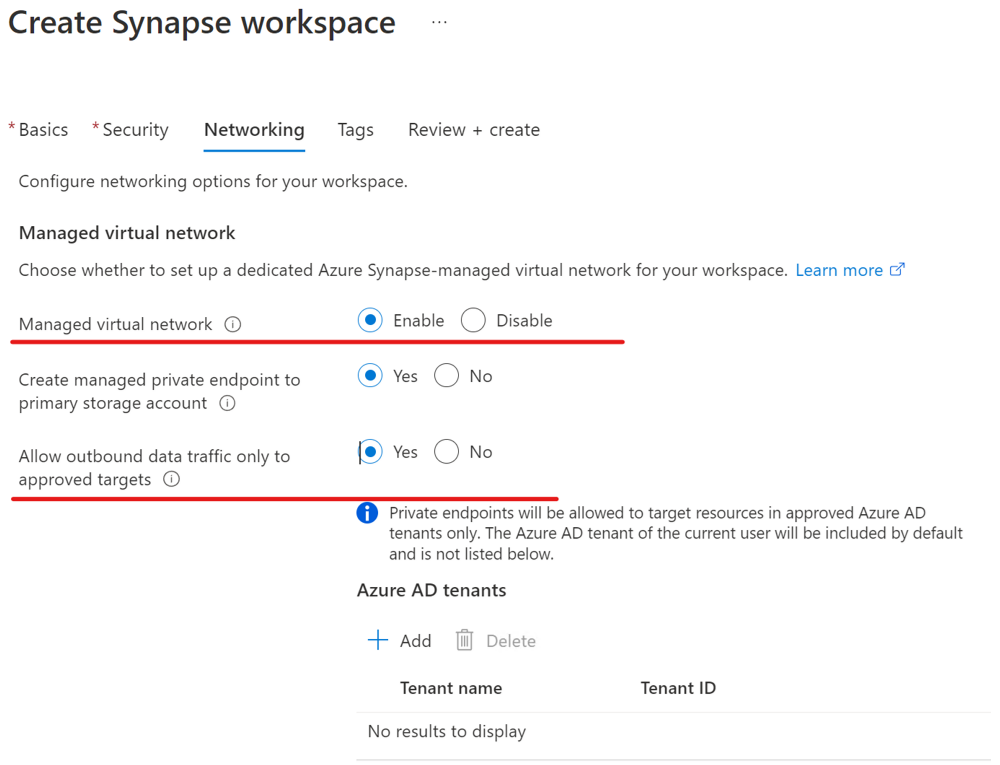 Create Synapse workspace ...
* Basics * Security Networking Tags Review + create
Configure networking options for your workspace.
Managed virtual network
Choose whether to set up a dedicated Azure Synapse-managed virtual network for your workspace. Learn more
Managed virtual network Enable Disable
Create managed private endpoint to
primary storage account
Yes No
Allow outbound data traffic only to
approved targets
Yes No
Private endpoints will be allowed to target resources in approved Azure AD
tenants only. The Azure AD tenant of the current user will be included by default
and is not listed below.
Azure AD tenants
+ Add Delete
Tenant name Tenant ID
No results to display